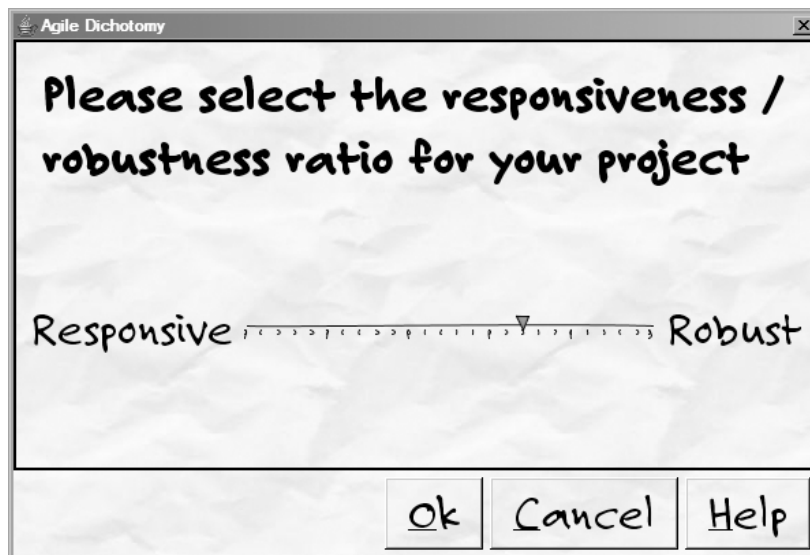 Agile Dichotomy
Please select the responsiveness /
robustness ratio for your project
Responsive Robust
Ok Cancel Help